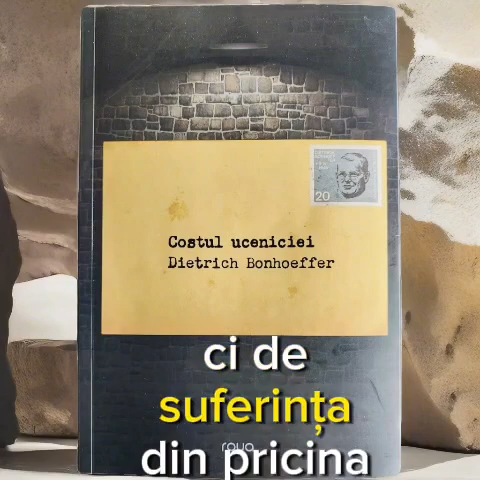 20
Costul uceniciei
Dietrich Bonhoeffer
ci de
suferința
din pricina